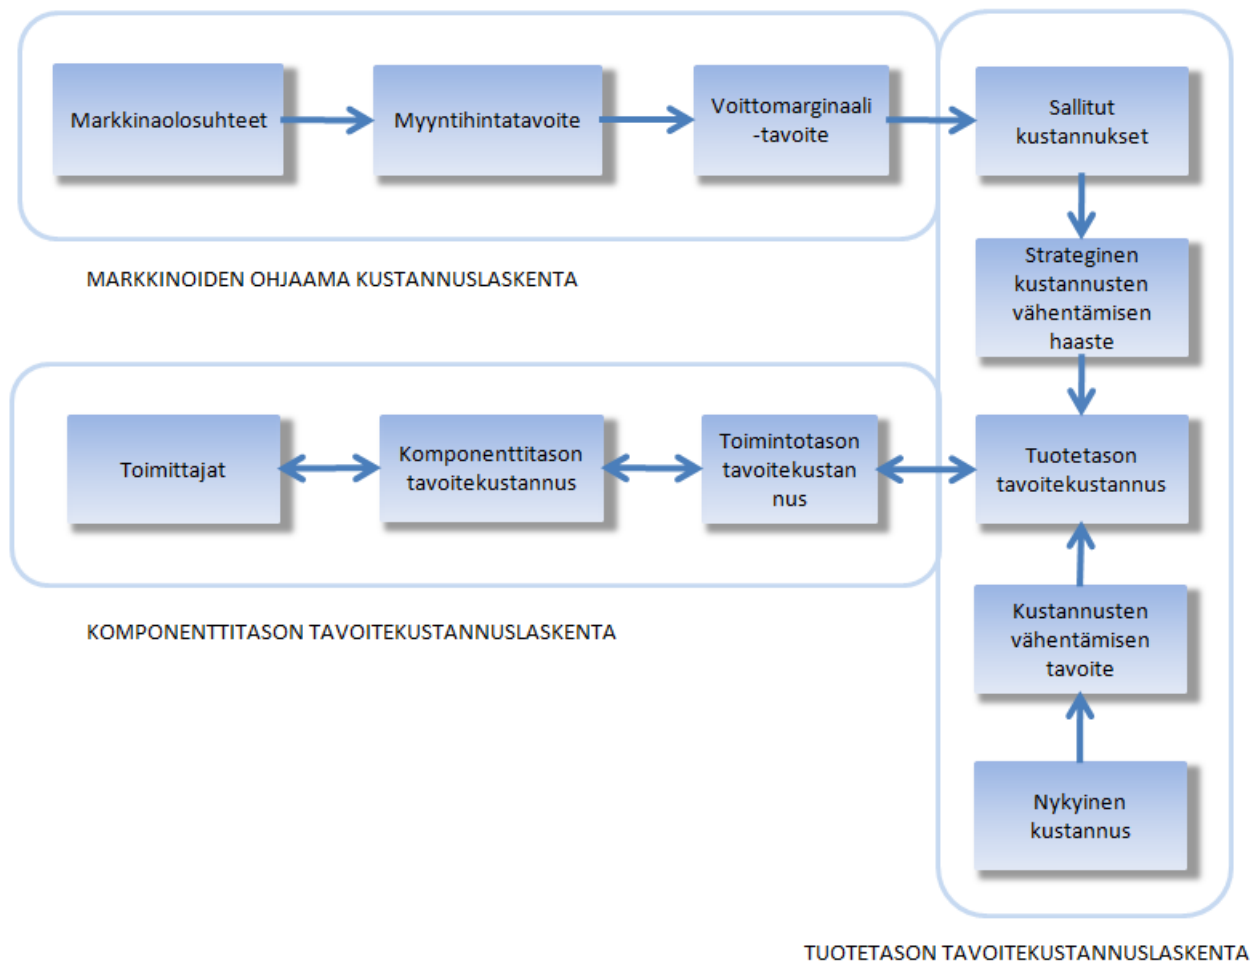 Markkinaolosuhteet
Myyntihintatavoite
Voittomarginaali
-tavoite
Sallitut
kustannukset
MARKKINOIDEN OHJAAMA KUSTANNUSLASKENTA
Strateginen
kustannusten
vähentämisen
haaste
Toimittajat
Komponenttitason
tavoitekustannus
Toimintotason
tavoitekustan
nus
Tuotetason
tavoitekustannus
KOMPONENTTITASON TAVOITEKUSTANNUSLASKENTA
Kustannusten
vähentämisen
tavoite
Nykyinen
kustannus
TUOTETASON TAVOITEKUSTANNUSLASKENTA